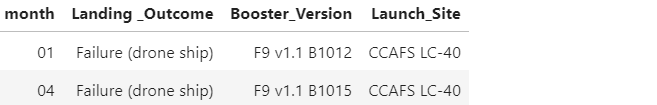 month Landing _Outcome Booster_Version Launch_Site
01 Failure (drone ship) F9 v1.1 B1012 CCAFS LC-40
04 Failure (drone ship) F9 v1.1 B1015 CCAFS LC-40